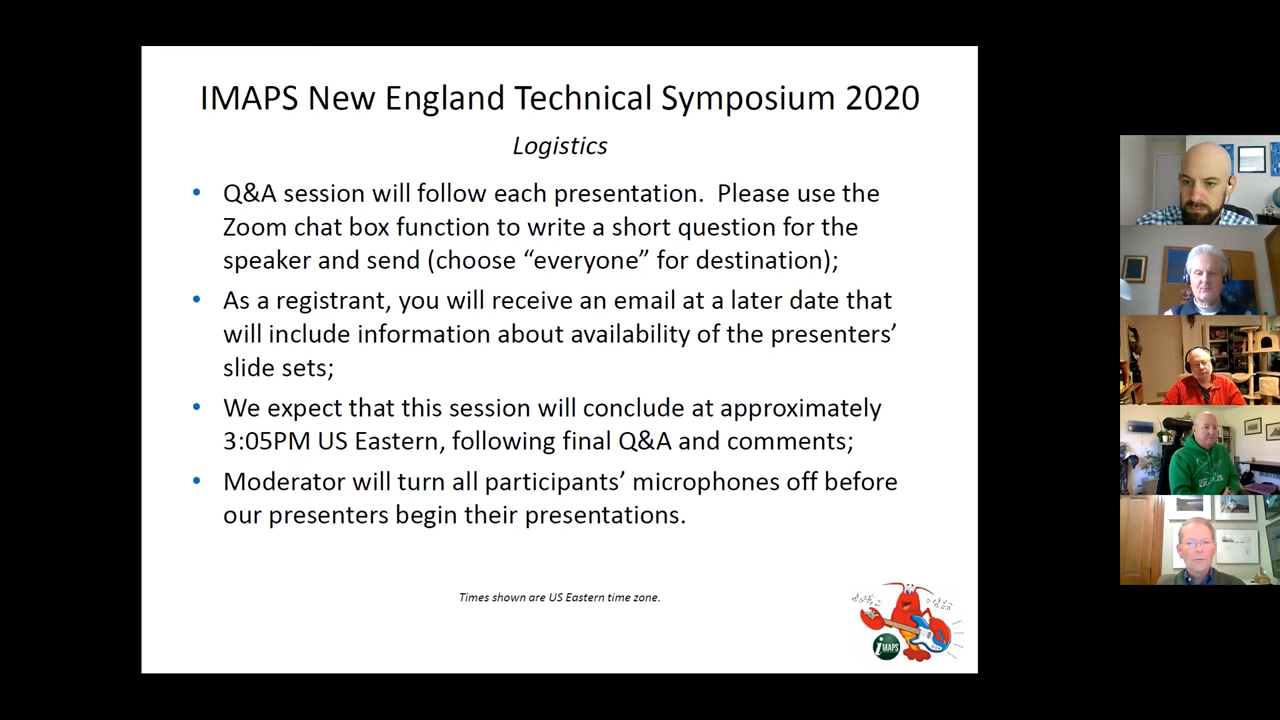 IMAPS New England Technical Symposium 2020
Logistics
• Q&A session will follow each presentation.  Please use the
Zoom chat box function to write a short question for the
speaker and send (choose “everyone” for destination);
• As a registrant, you will receive an email at a later date that
will include information about availability of the presenters’
slide sets;
• We expect that this session will conclude at approximately
3:05PM US Eastern, following final Q&A and comments;
• Moderator will turn all participants’ microphones off before
our presenters begin their presentations.
Times shown are US Eastern time zone.
iMAPS